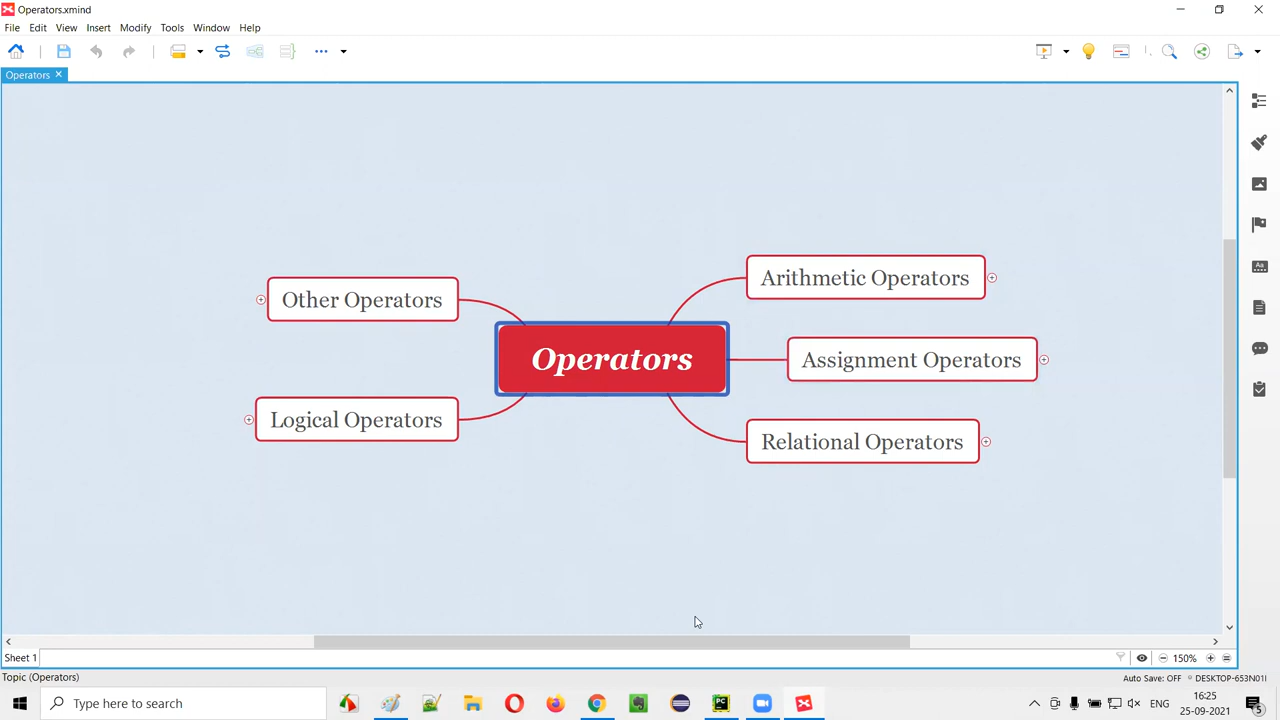 Operators.xmind
File Edit View Insert Modify Tools Window Help
Operators
Other Operators
Logical Operators
Operators
Arithmetic Operators
Assignment Operators
Relational Operators
Sheet 1
150%
Topic (Operators)
Auto Save: OFF
DESKTOP-653N01I
Type here to search
ENG
16:25
25-09-2021
5